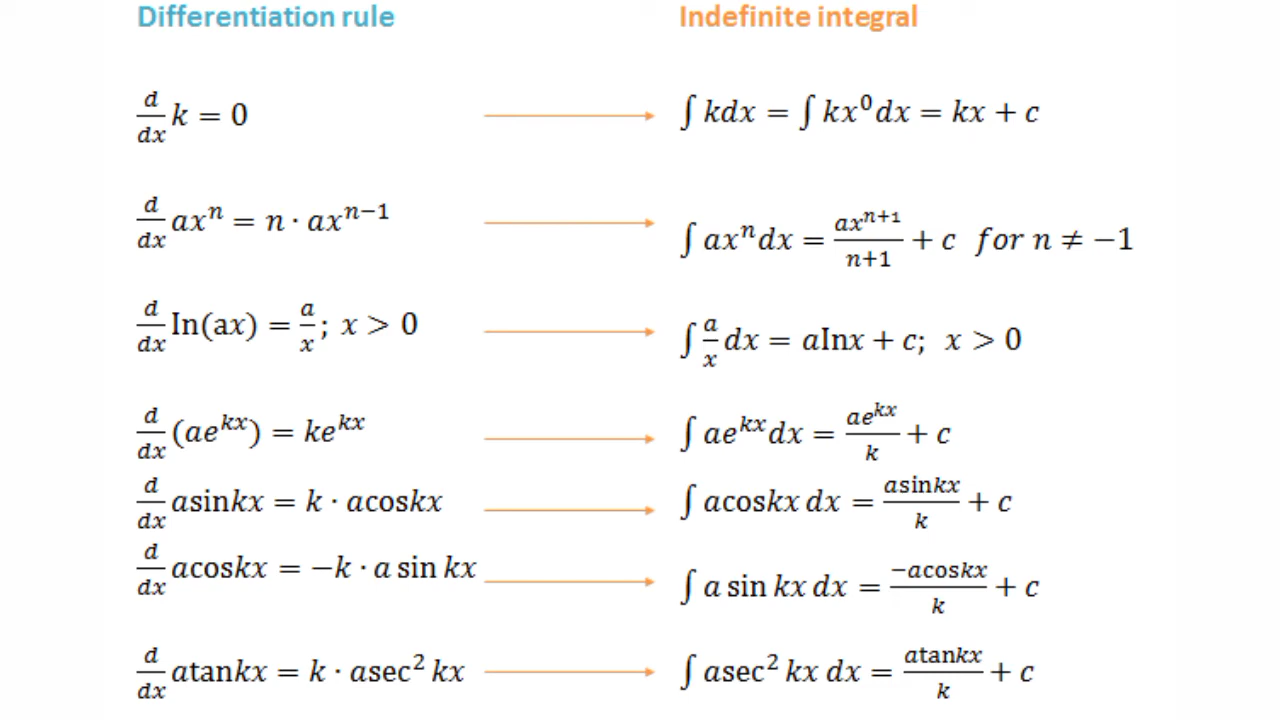 Differentiation rule Indefinite integral
d/dx k = 0 ∫ kdx = ∫ kx⁰dx = kx + c
d/dx axⁿ = n · axⁿ⁻¹ ∫ axⁿdx = axⁿ⁺¹/n+1 + c for n ≠ −1
d/dx In(ax) = a/x; x > 0 ∫ a/x dx = aInx + c; x > 0
d/dx (aeᵏˣ) = keᵏˣ ∫ aeᵏˣdx = aeᵏˣ/k + c
d/dx asinkx = k · acoskx ∫ acoskx dx = asinkx/k + c
d/dx acoskx = −k · a sin kx ∫ a sin kx dx = −acoskx/k + c
d/dx atankx = k · asec² kx ∫ asec² kx dx = atankx/k + c